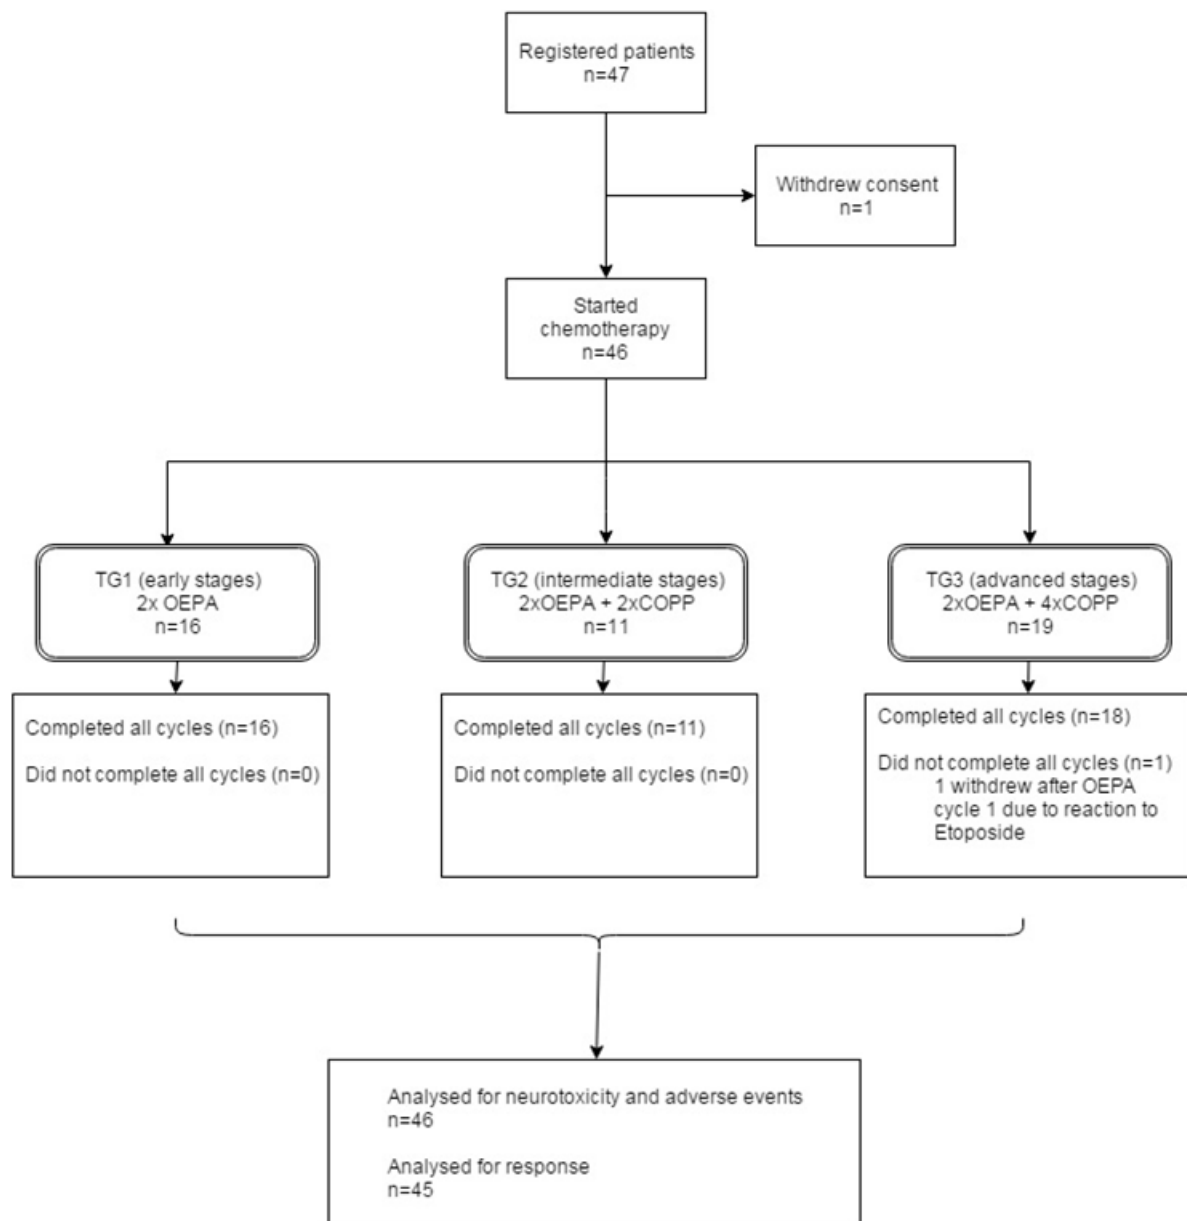 Registered patients
n=47
Withdrew consent
n=1
Started
chemotherapy
n=46
TG1 (early stages)
2x OEPA
n=16
TG2 (intermediate stages)
2xOEPA + 2xCOPP
n=11
TG3 (advanced stages)
2xOEPA + 4xCOPP
n=19
Completed all cycles (n=16)
Did not complete all cycles (n=0)
Completed all cycles (n=11)
Did not complete all cycles (n=0)
Completed all cycles (n=18)
Did not complete all cycles (n=1)
1 withdrew after OEPA
cycle 1 due to reaction to
Etoposide
Analysed for neurotoxicity and adverse events
n=46
Analysed for response
n=45